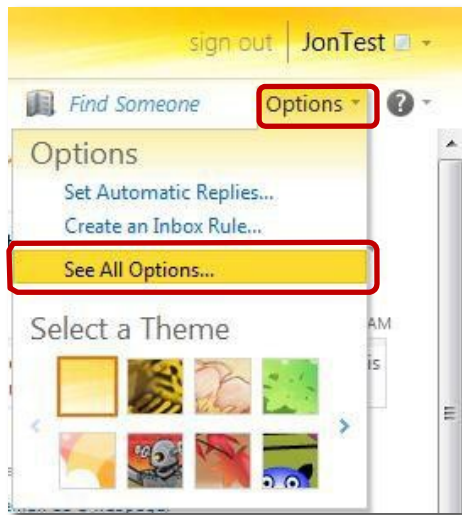 sign out JonTest
Find Someone Options ?
Options
Set Automatic Replies...
Create an Inbox Rule...
See All Options...
Select a Theme
AM
is